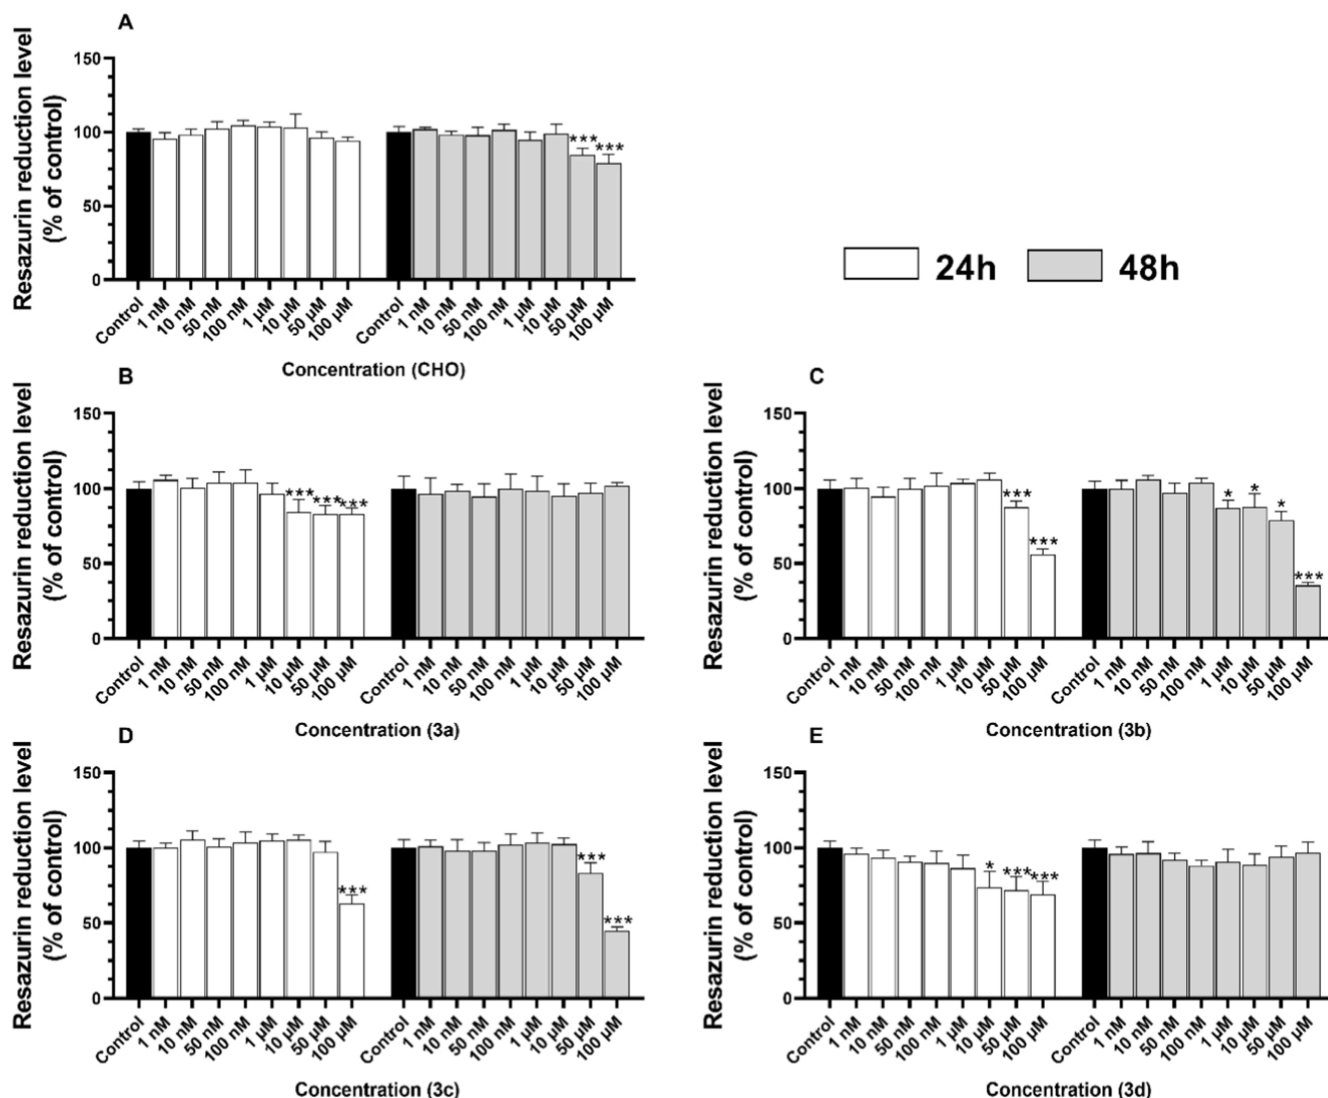 A
Resazurin reduction level
(% of control)
150
100
50
0
*** ***
Control 1 nM 10 nM 50 nM 100 nM 1 µM 10 µM 50 µM 100 µM Control 1 nM 10 nM 50 nM 100 nM 1 µM 10 µM 50 µM 100 µM
Concentration (CHO)
24h 48h
B
Resazurin reduction level
(% of control)
150
100
50
0
*** *** ***
Control 1 nM 10 nM 50 nM 100 nM 1 µM 10 µM 50 µM 100 µM Control 1 nM 10 nM 50 nM 100 nM 1 µM 10 µM 50 µM 100 µM
Concentration (3a)
C
Resazurin reduction level
(% of control)
150
100
50
0
*** *** * * * ***
Control 1 nM 10 nM 50 nM 100 nM 1 µM 10 µM 50 µM 100 µM Control 1 nM 10 nM 50 nM 100 nM 1 µM 10 µM 50 µM 100 µM
Concentration (3b)
D
Resazurin reduction level
(% of control)
150
100
50
0
*** *** ***
Control 1 nM 10 nM 50 nM 100 nM 1 µM 10 µM 50 µM 100 µM Control 1 nM 10 nM 50 nM 100 nM 1 µM 10 µM 50 µM 100 µM
Concentration (3c)
E
Resazurin reduction level
(% of control)
150
100
50
0
* *** ***
Control 1 nM 10 nM 50 nM 100 nM 1 µM 10 µM 50 µM 100 µM Control 1 nM 10 nM 50 nM 100 nM 1 µM 10 µM 50 µM 100 µM
Concentration (3d)